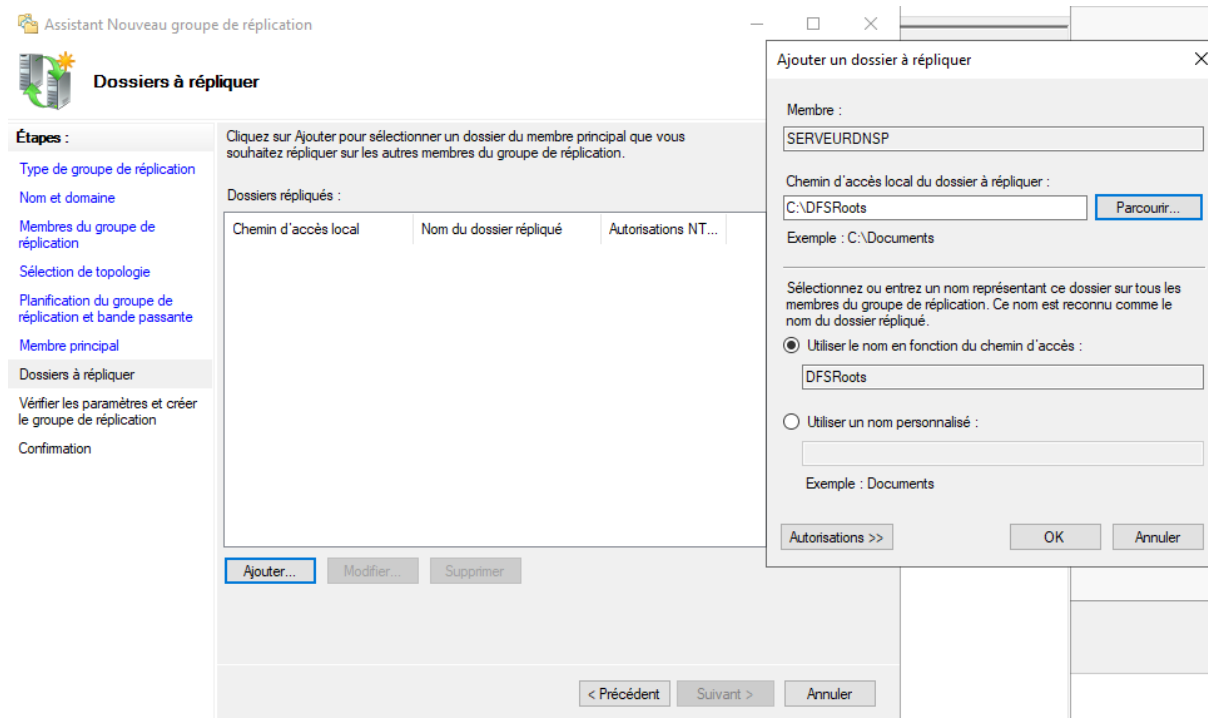 Assistant Nouveau groupe de réplication
Dossiers à répliquer
Étapes :
Type de groupe de réplication
Nom et domaine
Membres du groupe de
réplication
Sélection de topologie
Planification du groupe de
réplication et bande passante
Membre principal
Dossiers à répliquer
Vérifier les paramètres et créer
le groupe de réplication
Confirmation
Cliquez sur Ajouter pour sélectionner un dossier du membre principal que vous
souhaitez répliquer sur les autres membres du groupe de réplication.
Dossiers répliqués :
Chemin d'accès local Nom du dossier répliqué Autorisations NT...
Ajouter... Modifier... Supprimer
< Précédent Suivant > Annuler
Ajouter un dossier à répliquer
Membre :
SERVEURDNSP
Chemin d'accès local du dossier à répliquer :
C:\DFSRoots Parcourir...
Exemple : C:\Documents
Sélectionnez ou entrez un nom représentant ce dossier sur tous les
membres du groupe de réplication. Ce nom est reconnu comme le
nom du dossier répliqué.
Utiliser le nom en fonction du chemin d'accès :
DFSRoots
Utiliser un nom personnalisé :
Exemple : Documents
Autorisations >> OK Annuler